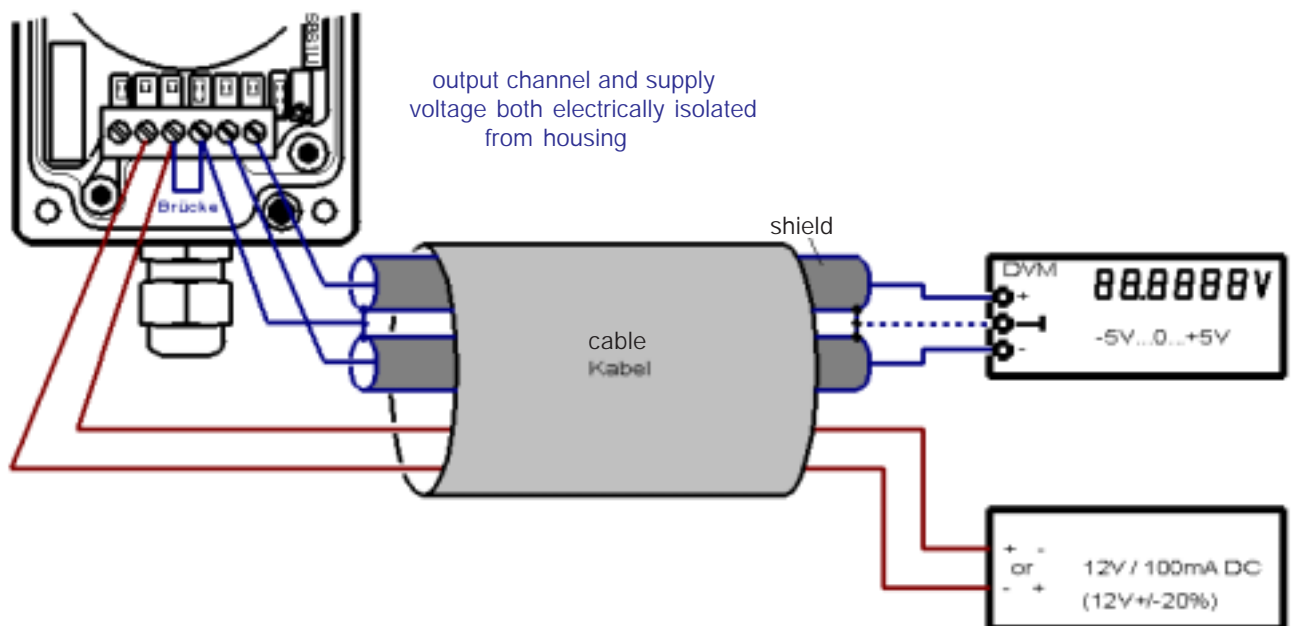 output channel and supply
voltage both electrically isolated
from housing
Brücke
shield
cable
Kabel
DVM
88.8888V
+
-5V...0...+5V
-
+ -
or
- +
12V / 100mA DC
(12V+/-20%)